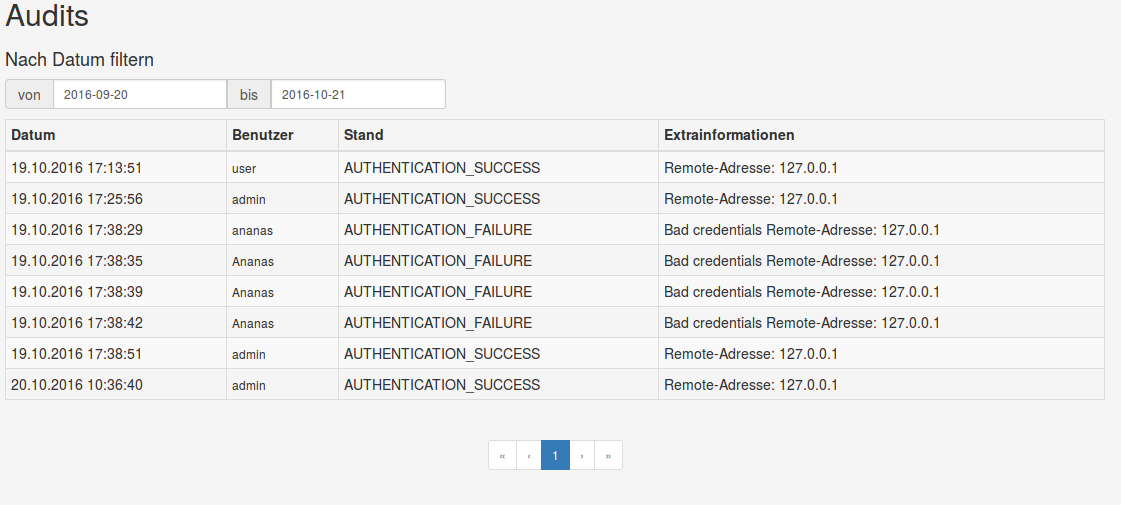 Audits
Nach Datum filtern
von 2016-09-20 bis 2016-10-21
Datum Benutzer Stand Extrainformationen
19.10.2016 17:13:51 user AUTHENTICATION_SUCCESS Remote-Adresse: 127.0.0.1
19.10.2016 17:25:56 admin AUTHENTICATION_SUCCESS Remote-Adresse: 127.0.0.1
19.10.2016 17:38:29 ananas AUTHENTICATION_FAILURE Bad credentials Remote-Adresse: 127.0.0.1
19.10.2016 17:38:35 Ananas AUTHENTICATION_FAILURE Bad credentials Remote-Adresse: 127.0.0.1
19.10.2016 17:38:39 Ananas AUTHENTICATION_FAILURE Bad credentials Remote-Adresse: 127.0.0.1
19.10.2016 17:38:42 Ananas AUTHENTICATION_FAILURE Bad credentials Remote-Adresse: 127.0.0.1
19.10.2016 17:38:51 admin AUTHENTICATION_SUCCESS Remote-Adresse: 127.0.0.1
20.10.2016 10:36:40 admin AUTHENTICATION_SUCCESS Remote-Adresse: 127.0.0.1
« ‹ 1 › »